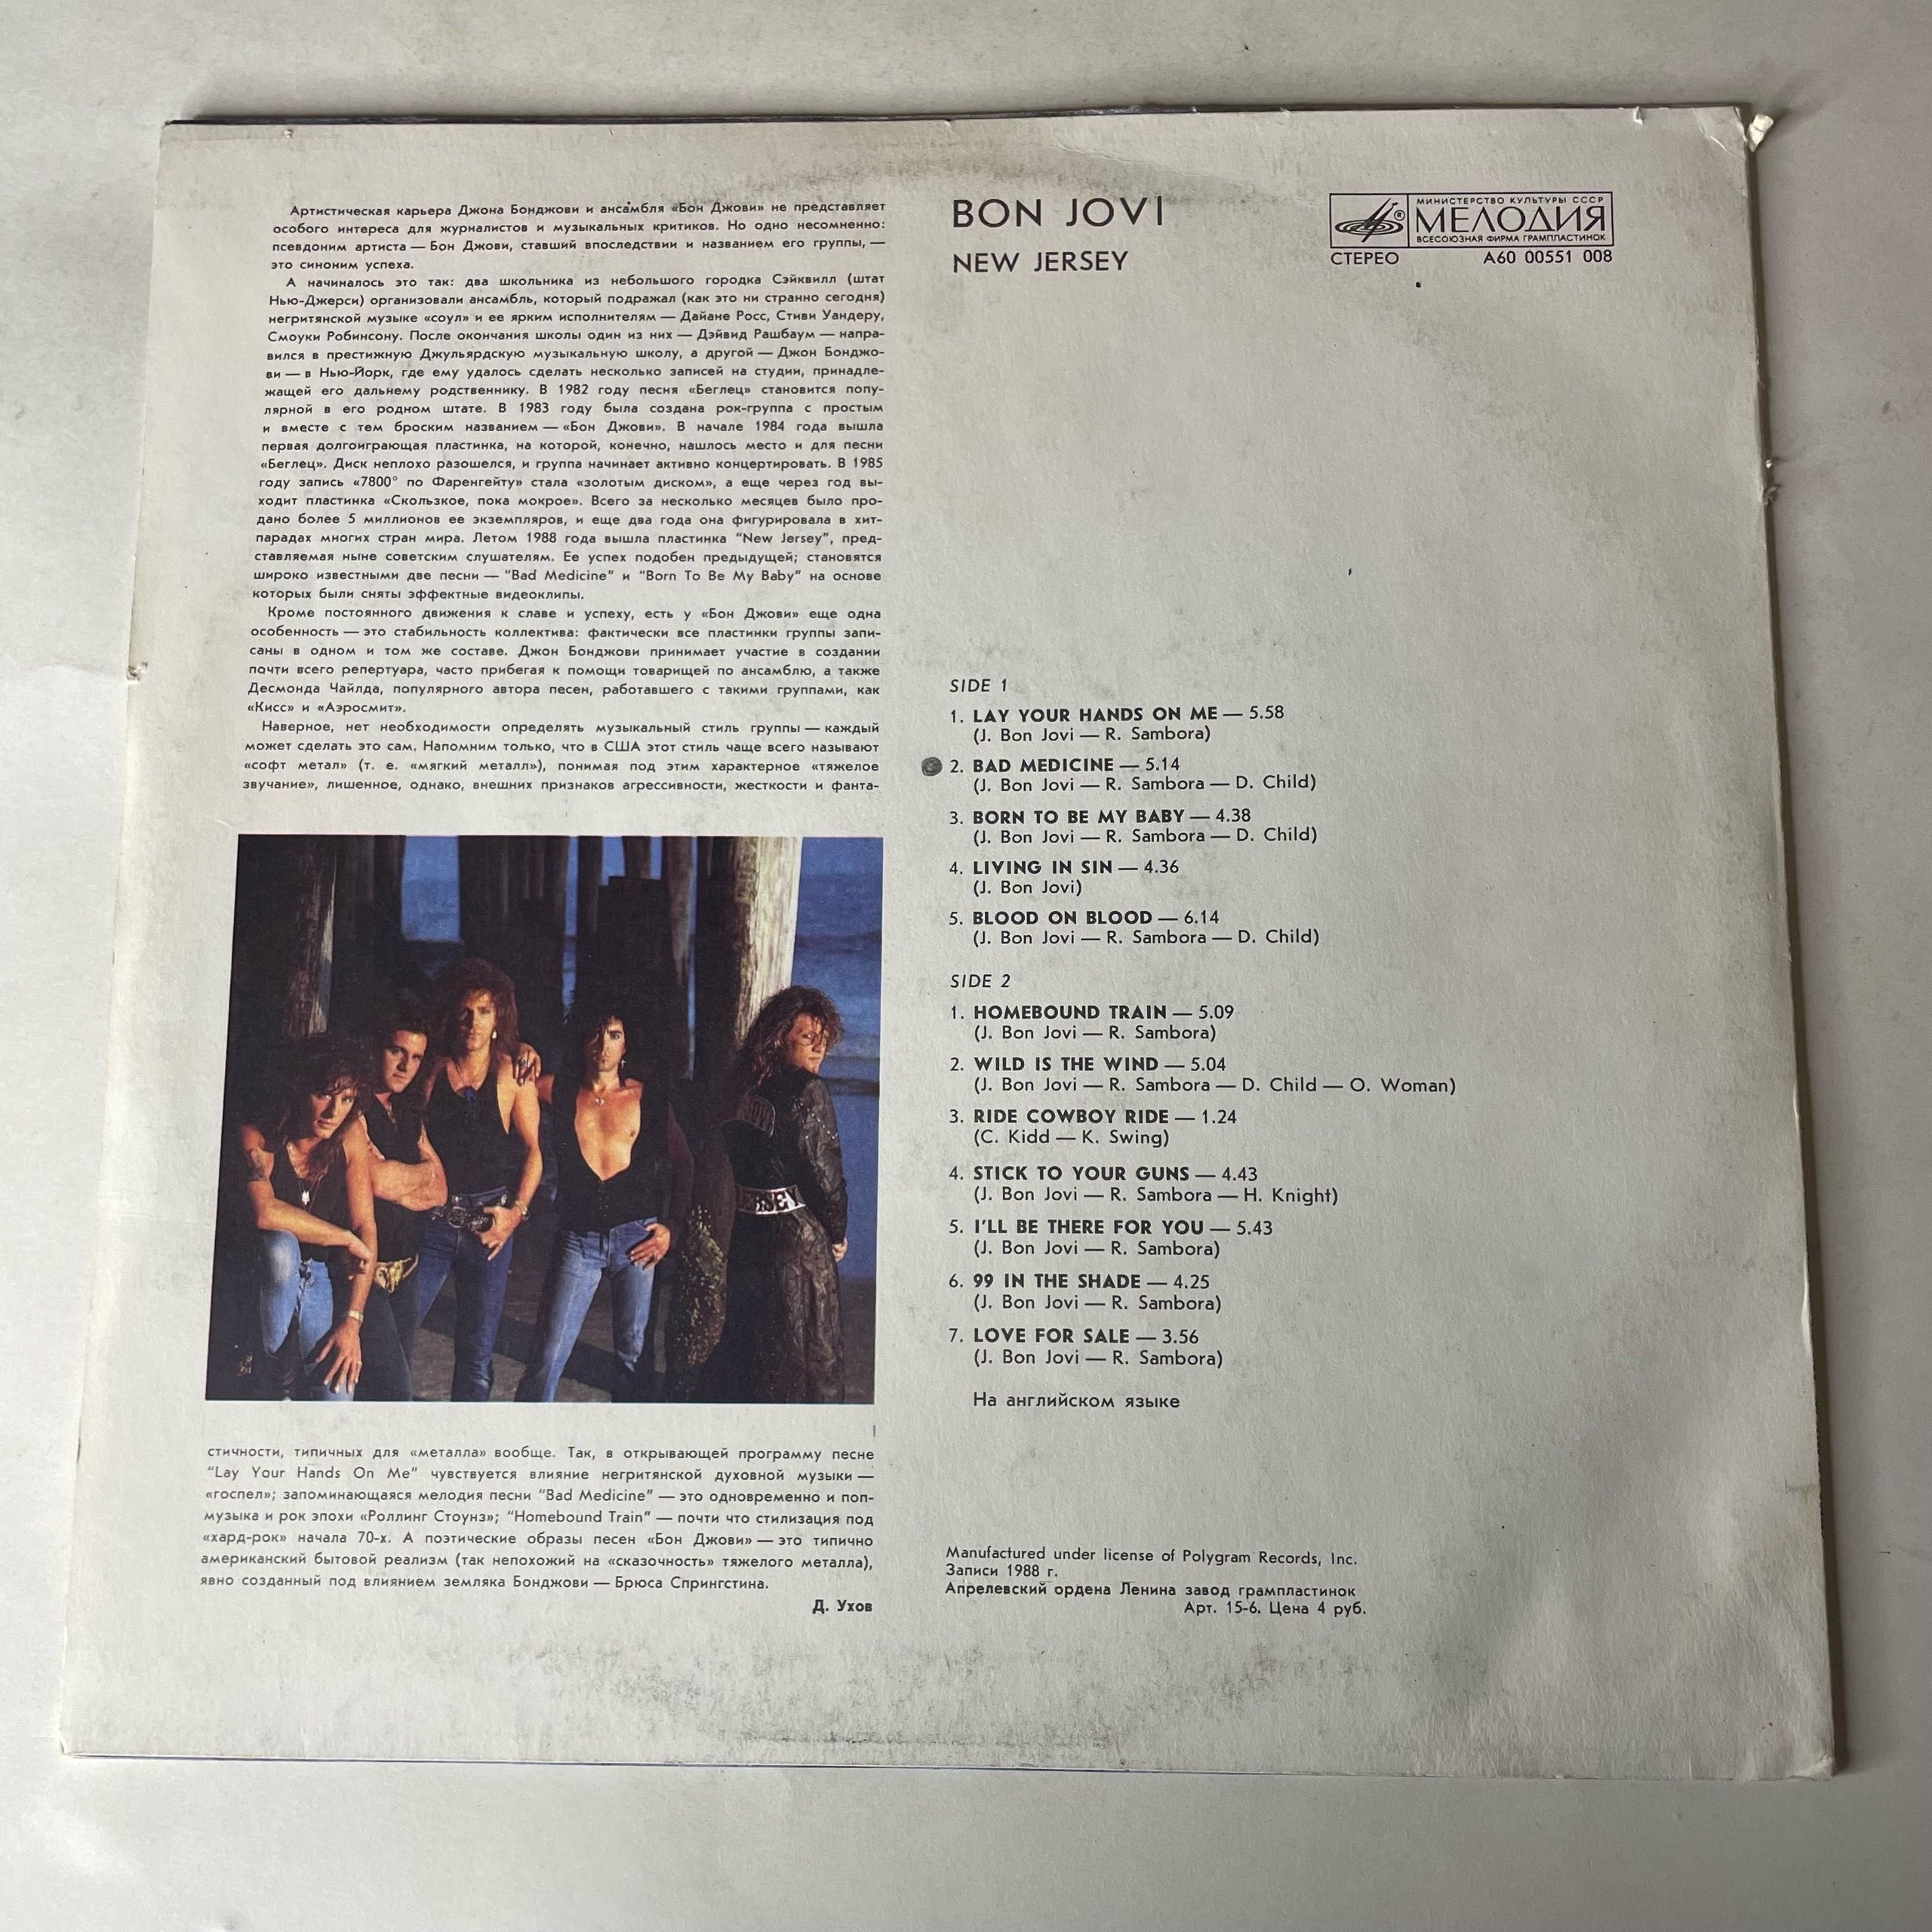 Артистическая карьера Джона Бонджови и ансамбля «Бон Джови» не представляет
особого интереса для журналистов и музыкальных критиков. Но одно несомненно:
псевдоним артиста — Бон Джови, ставший впоследствии и названием его группы, —
это синоним успеха.
А начиналось это так: два школьника из небольшого городка Сэйквилл (штат
Нью-Джерси) организовали ансамбль, который подражал (как это ни странно сегодня)
негритянской музыке «соул» и ее ярким исполнителям — Дайане Росс, Стиви Уандеру,
Смоуки Робинсону. После окончания школы один из них — Дэйвид Рашбаум — напра-
вился в престижную Джульярдскую музыкальную школу, а другой — Джон Бонджо-
ви — в Нью-Йорк, где ему удалось сделать несколько записей на студии, принадле-
жащей его дальнему родственнику. В 1982 году песня «Беглец» становится попу-
лярной в его родном штате. В 1983 году была создана рок-группа с простым
и вместе с тем броским названием — «Бон Джови». В начале 1984 года вышла
первая долгоиграющая пластинка, на которой, конечно, нашлось место и для песни
«Беглец». Диск неплохо разошелся, и группа начинает активно концертировать. В 1985
году запись «7800° по Фаренгейту» стала «золотым диском», а еще через год вы-
ходит пластинка «Скользкое, пока мокрое». Всего за несколько месяцев было про-
дано более 5 миллионов ее экземпляров, и еще два года она фигурировала в хит-
парадах многих стран мира. Летом 1988 года вышла пластинка "New Jersey", пред-
ставляемая ныне советским слушателям. Ее успех подобен предыдущей; становятся
широко известными две песни — "Bad Medicine" и "Born To Be My Baby" на основе
которых были сняты эффектные видеоклипы.
Кроме постоянного движения к славе и успеху, есть у «Бон Джови» еще одна
особенность — это стабильность коллектива: фактически все пластинки группы запи-
саны в одном и том же составе. Джон Бонджови принимает участие в создании
почти всего репертуара, часто прибегая к помощи товарищей по ансамблю, а также
Десмонда Чайлда, популярного автора песен, работавшего с такими группами, как
«Кисс» и «Аэросмит».
Наверное, нет необходимости определять музыкальный стиль группы — каждый
может сделать это сам. Напомним только, что в США этот стиль чаще всего называют
«софт метал» (т. е. «мягкий металл»), понимая под этим характерное «тяжелое
звучание», лишенное, однако, внешних признаков агрессивности, жесткости и фанта-
JERSEY
стичности, типичных для «металла» вообще. Так, в открывающей программу песне
"Lay Your Hands On Me" чувствуется влияние негритянской духовной музыки —
«госпел»; запоминающаяся мелодия песни "Bad Medicine" — это одновременно и поп-
музыка и рок эпохи «Роллинг Стоунз»; "Homebound Train" — почти что стилизация под
«хард-рок» начала 70-х. А поэтические образы песен «Бон Джови» — это типично
американский бытовой реализм (так непохожий на «сказочность» тяжелого металла),
явно созданный под влиянием земляка Бонджови — Брюса Спрингстина.
Д. Ухов
BON JOVI
NEW JERSEY
МИНИСТЕРСТВО КУЛЬТУРЫ СССР
® МЕЛОДИЯ
ВСЕСОЮЗНАЯ ФИРМА ГРАМПЛАСТИНОК
СТЕРЕО А60 00551 008
SIDE 1
1. LAY YOUR HANDS ON ME — 5.58
(J. Bon Jovi — R. Sambora)
2. BAD MEDICINE — 5.14
(J. Bon Jovi — R. Sambora — D. Child)
3. BORN TO BE MY BABY — 4.38
(J. Bon Jovi — R. Sambora — D. Child)
4. LIVING IN SIN — 4.36
(J. Bon Jovi)
5. BLOOD ON BLOOD — 6.14
(J. Bon Jovi — R. Sambora — D. Child)
SIDE 2
1. HOMEBOUND TRAIN — 5.09
(J. Bon Jovi — R. Sambora)
2. WILD IS THE WIND — 5.04
(J. Bon Jovi — R. Sambora — D. Child — O. Woman)
3. RIDE COWBOY RIDE — 1.24
(C. Kidd — K. Swing)
4. STICK TO YOUR GUNS — 4.43
(J. Bon Jovi — R. Sambora — H. Knight)
5. I'LL BE THERE FOR YOU — 5.43
(J. Bon Jovi — R. Sambora)
6. 99 IN THE SHADE — 4.25
(J. Bon Jovi — R. Sambora)
7. LOVE FOR SALE — 3.56
(J. Bon Jovi — R. Sambora)
На английском языке
Manufactured under license of Polygram Records, Inc.
Записи 1988 г.
Апрелевский ордена Ленина завод грампластинок
Арт. 15-6. Цена 4 руб.